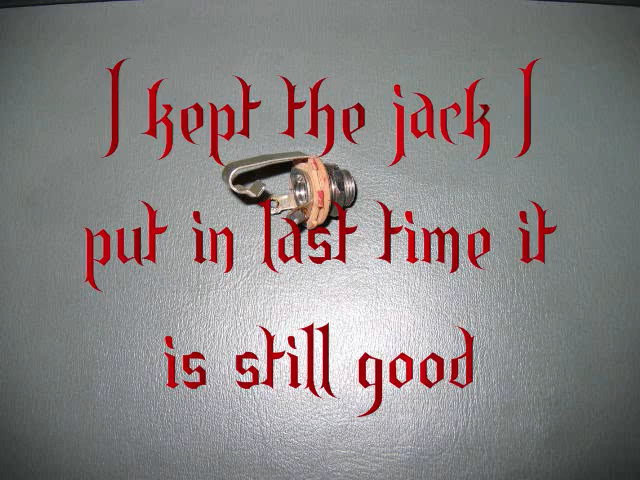 I kept the jack I
put in last time it
is still good